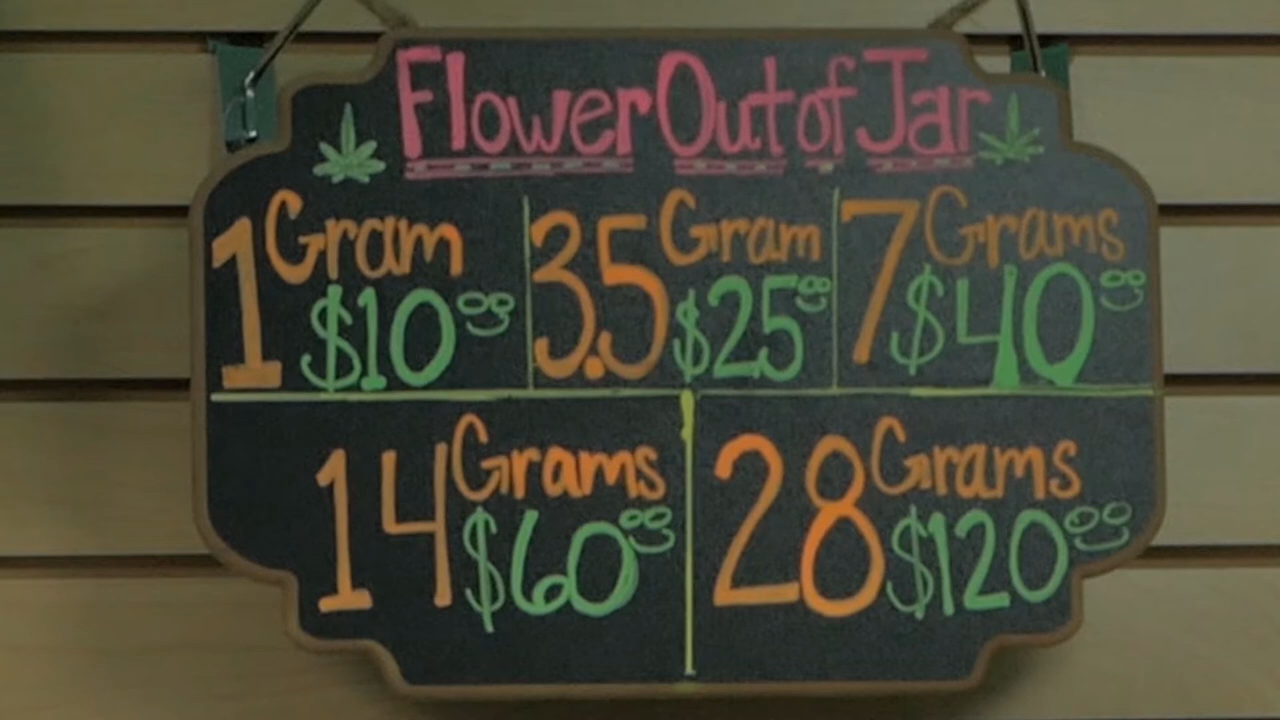 Flower Out of Jar
1 Gram $10.00
3.5 Gram $25.00
7 Grams $40.00
14 Grams $60.00
28 Grams $120.00